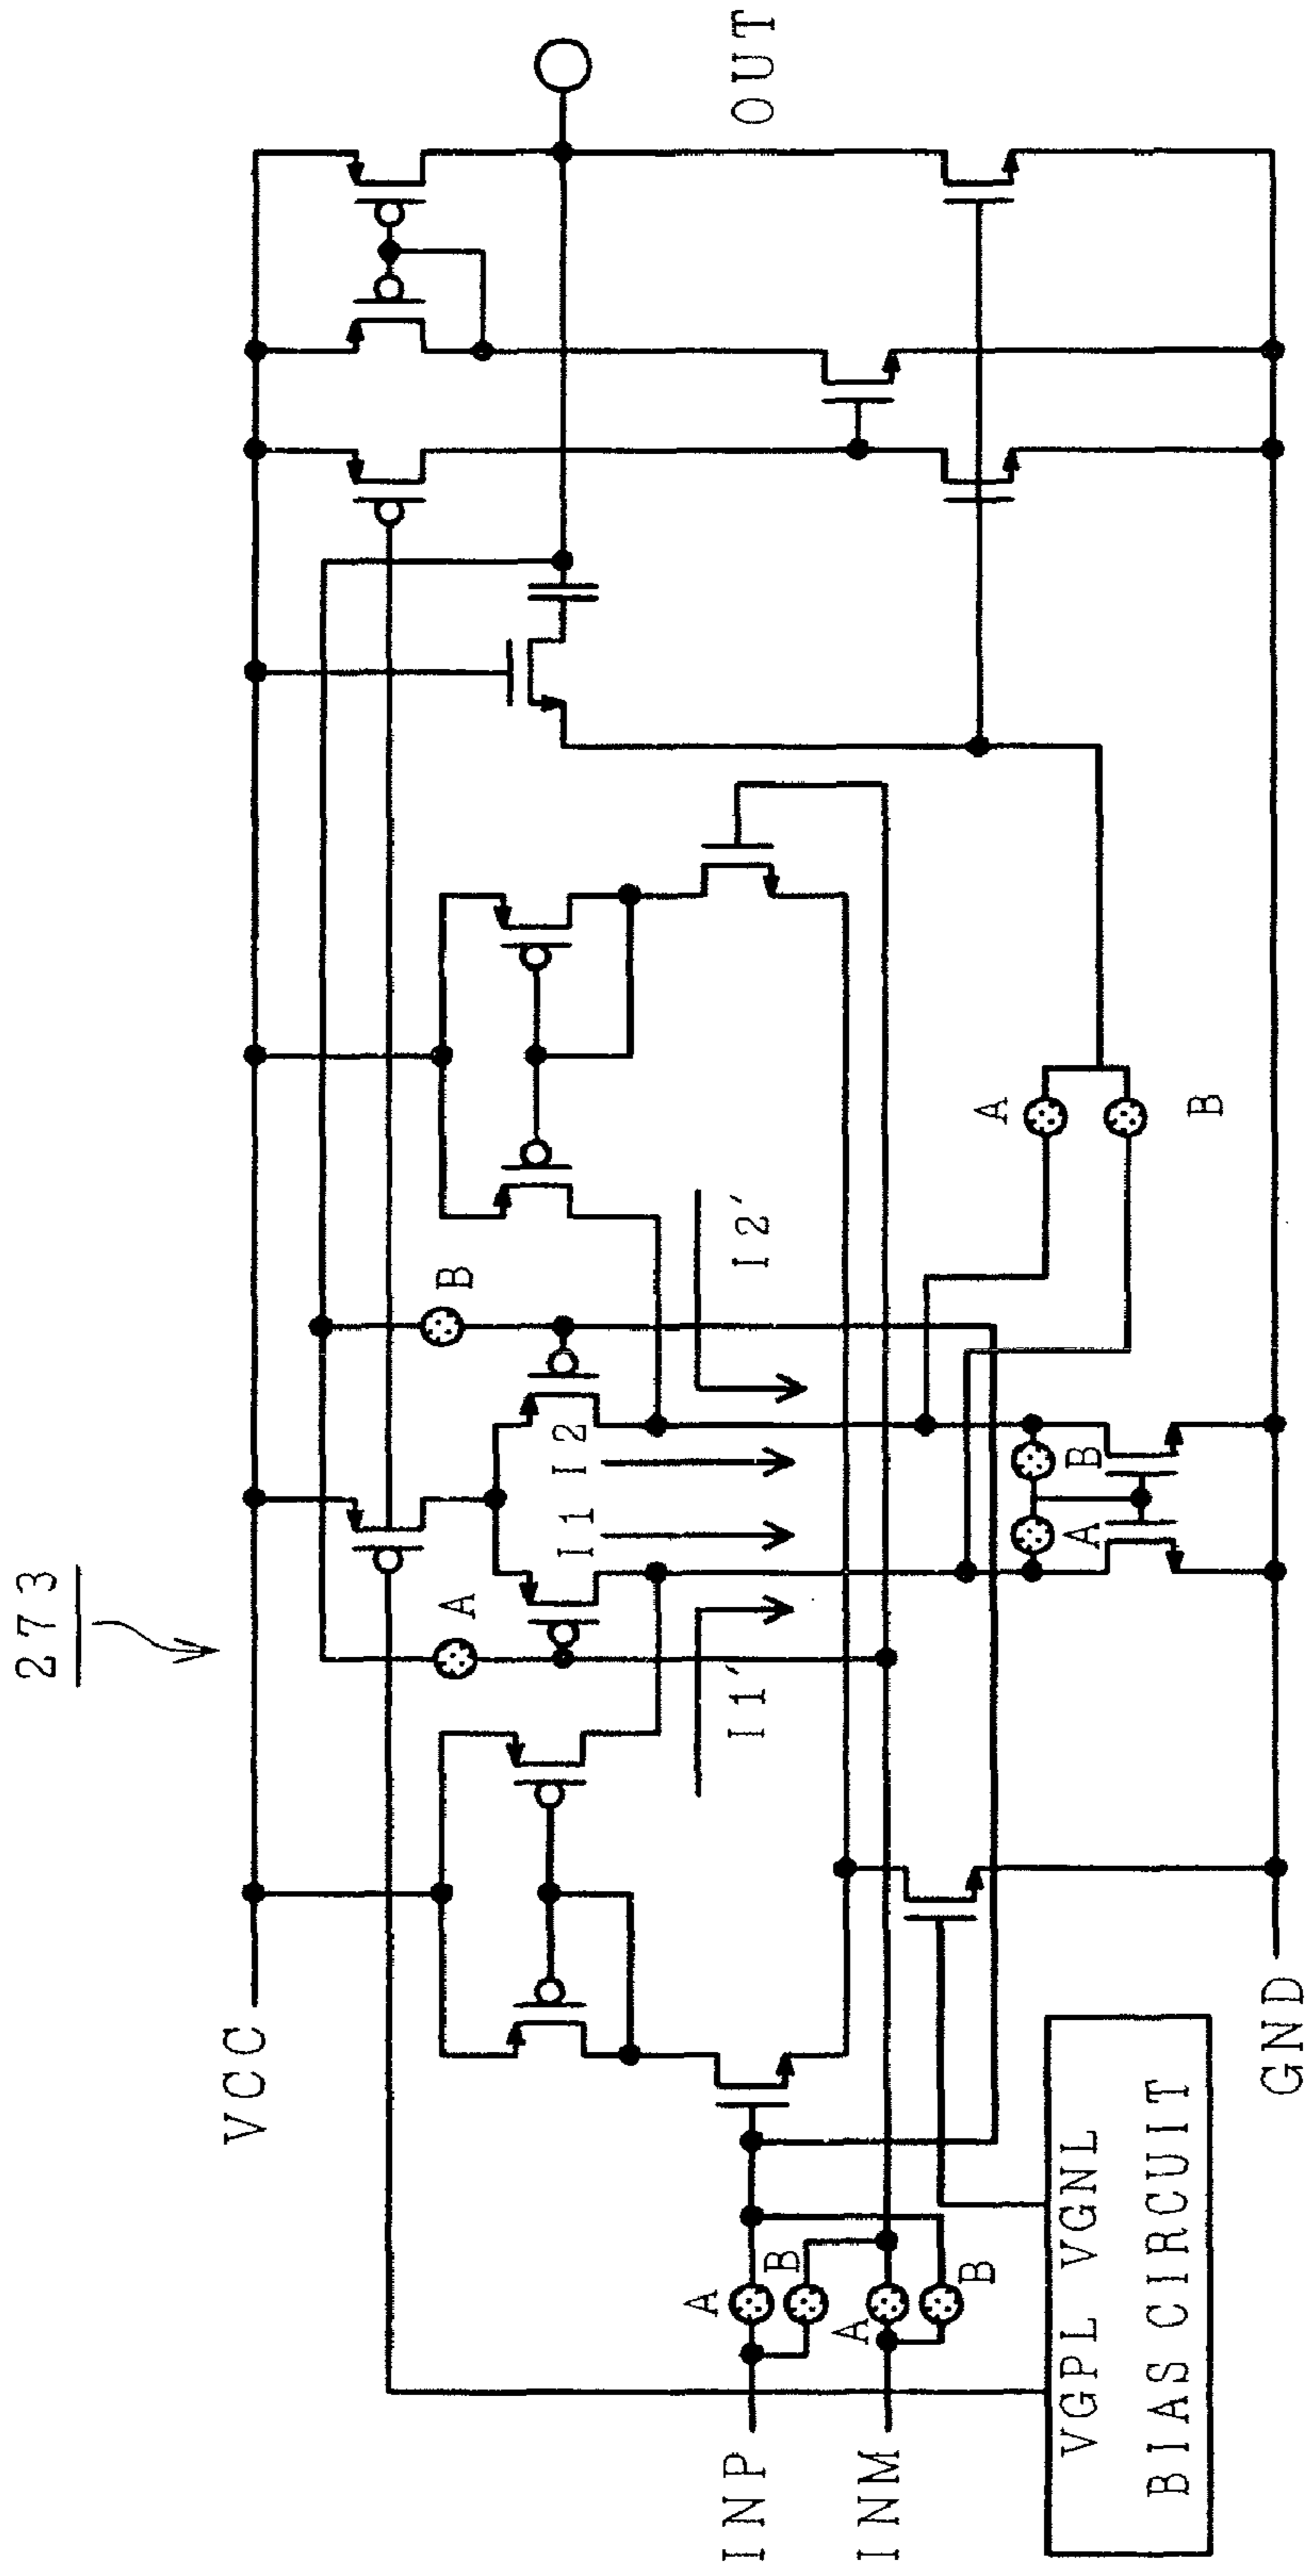 273
VCC
OUT
A
B
I1
I2
I1'
I2'
A
B
A
B
A
B
A
B
INP
INM
VGPL VGNL
BIAS CIRCUIT
GND